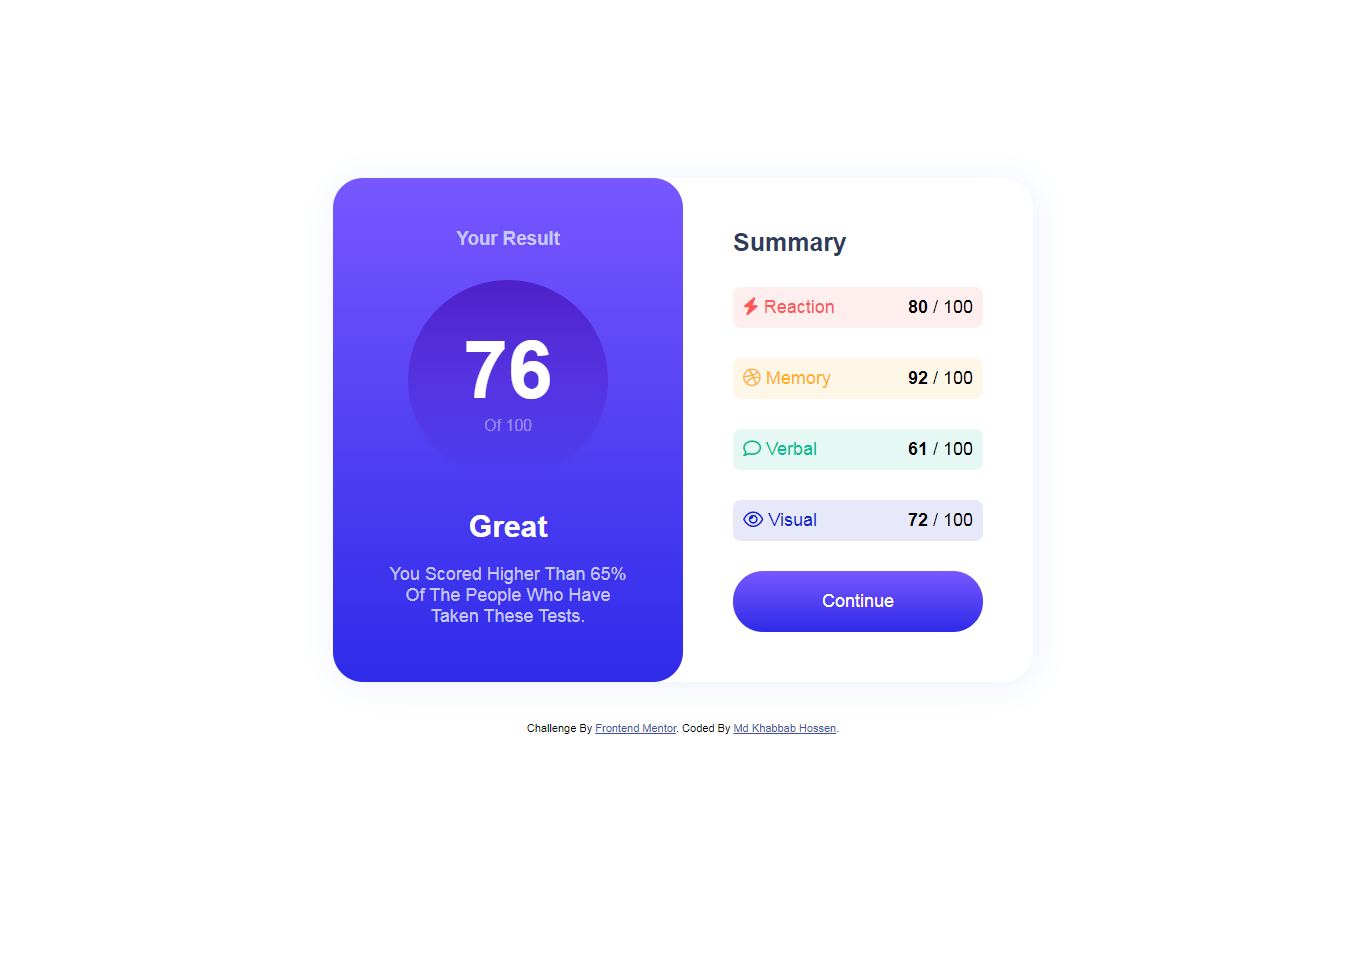 Your Result
76
Of 100
Great
You Scored Higher Than 65%
Of The People Who Have
Taken These Tests.
Summary
Reaction 80 / 100
Memory 92 / 100
Verbal 61 / 100
Visual 72 / 100
Continue
Challenge By Frontend Mentor. Coded By Md Khabbab Hossen.